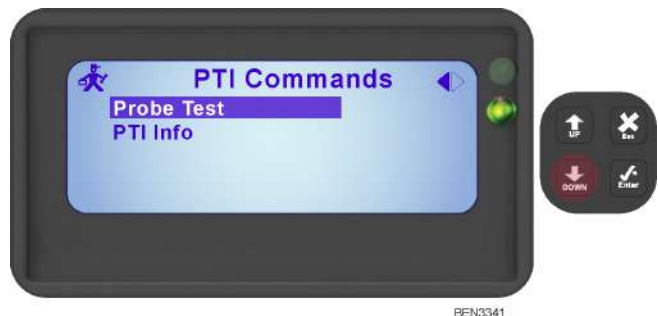 PTI Commands
Probe Test
PTI Info
UP
Esc
DOWN
Enter
BEN3341